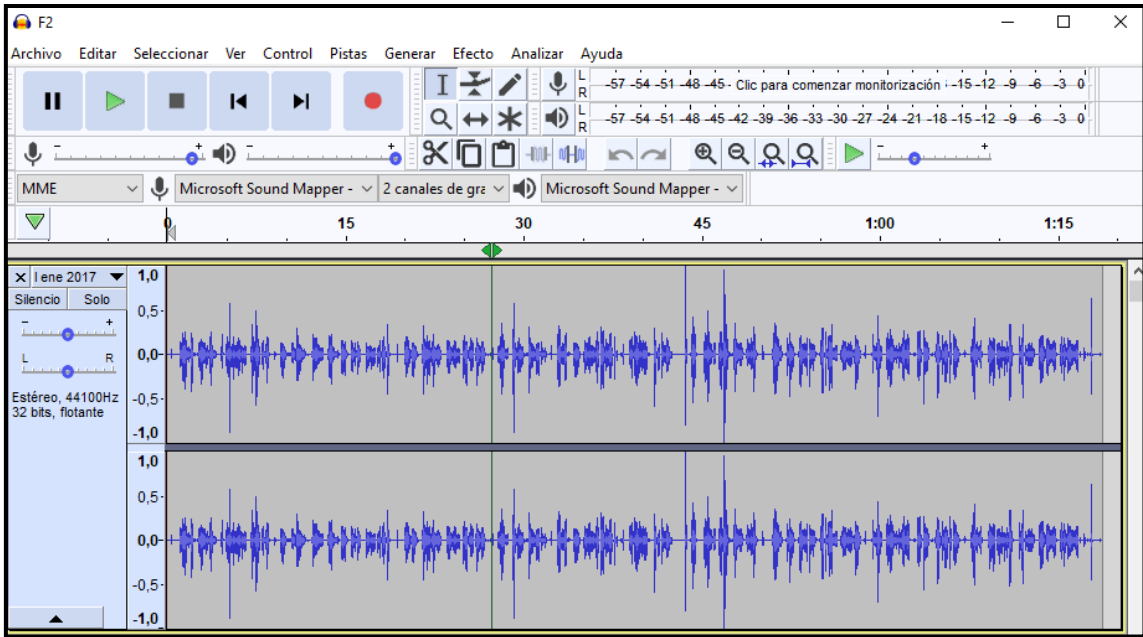 F2
Archivo Editar Seleccionar Ver Control Pistas Generar Efecto Analizar Ayuda
L
R
-57 -54 -51 -48 -45 - Clic para comenzar monitorización -15 -12 -9 -6 -3 0
L
R
-57 -54 -51 -48 -45 -42 -39 -36 -33 -30 -27 -24 -21 -18 -15 -12 -9 -6 -3 0
- +
- +
- +
MME Microsoft Sound Mapper - 2 canales de gra Microsoft Sound Mapper -
0 15 30 45 1:00 1:15
l ene 2017
Silencio Solo
- +
L R
Estéreo, 44100Hz
32 bits, flotante
1,0
0,5-
0,0-
-0,5-
-1,0
1,0
0,5-
0,0-
-0,5-
-1,0